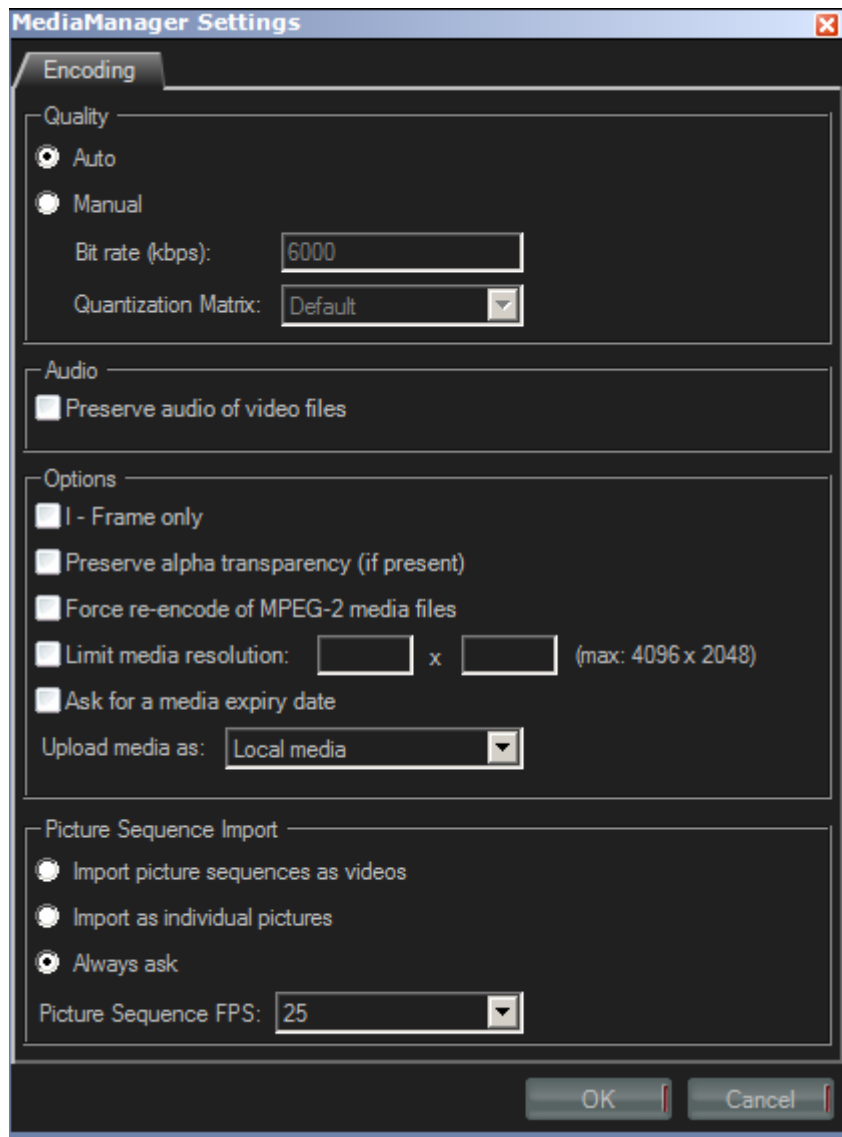 MediaManager Settings
Encoding
Quality
Auto
Manual
Bit rate (kbps): 6000
Quantization Matrix: Default
Audio
Preserve audio of video files
Options
I - Frame only
Preserve alpha transparency (if present)
Force re-encode of MPEG-2 media files
Limit media resolution: x (max: 4096 x 2048)
Ask for a media expiry date
Upload media as: Local media
Picture Sequence Import
Import picture sequences as videos
Import as individual pictures
Always ask
Picture Sequence FPS: 25
OK Cancel